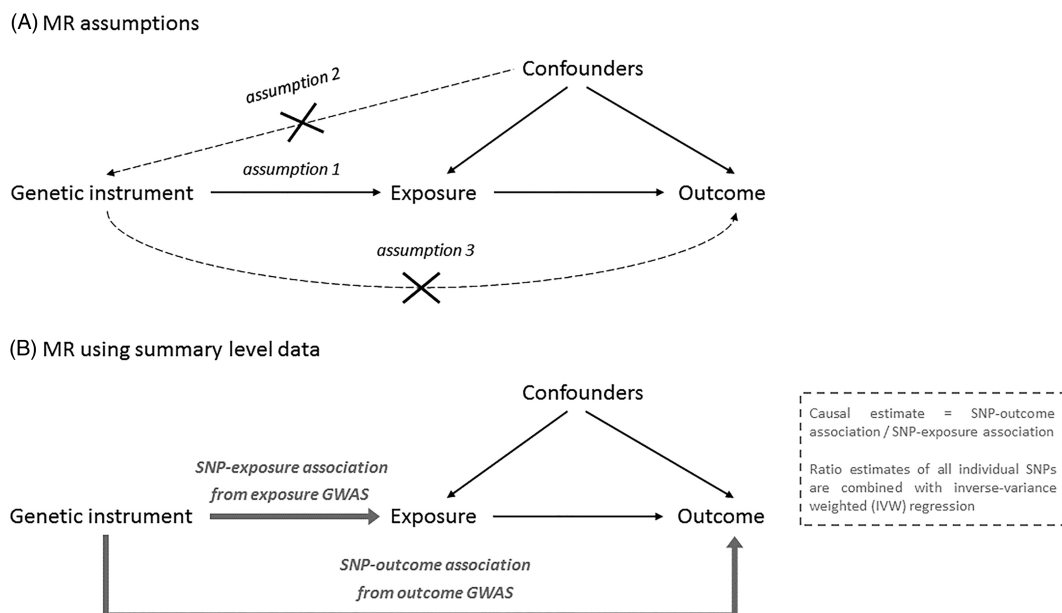 (A) MR assumptions
Confounders
assumption 2
assumption 1
Genetic instrument
Exposure
Outcome
assumption 3
(B) MR using summary level data
Confounders
SNP-exposure association
from exposure GWAS
Genetic instrument
Exposure
Outcome
SNP-outcome association
from outcome GWAS
Causal estimate = SNP-outcome
association / SNP-exposure association
Ratio estimates of all individual SNPs
are combined with inverse-variance
weighted (IVW) regression